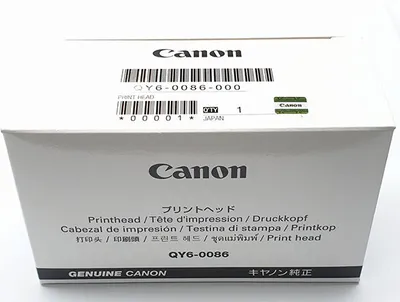 Canon
QY6-0086-000
PRINT HEAD
*00001*
QTY 1
JAPAN
Canon
Canon
プリントヘッド
Printhead / Tête d'impression / Druckkopf
Cabezal de impresión / Testina di stampa / Printkop
打印头 / 印刷頭 / 프린트 헤드 / ชุดแม่พิมพ์ / Print head
QY6-0086
GENUINE CANON キヤノン純正